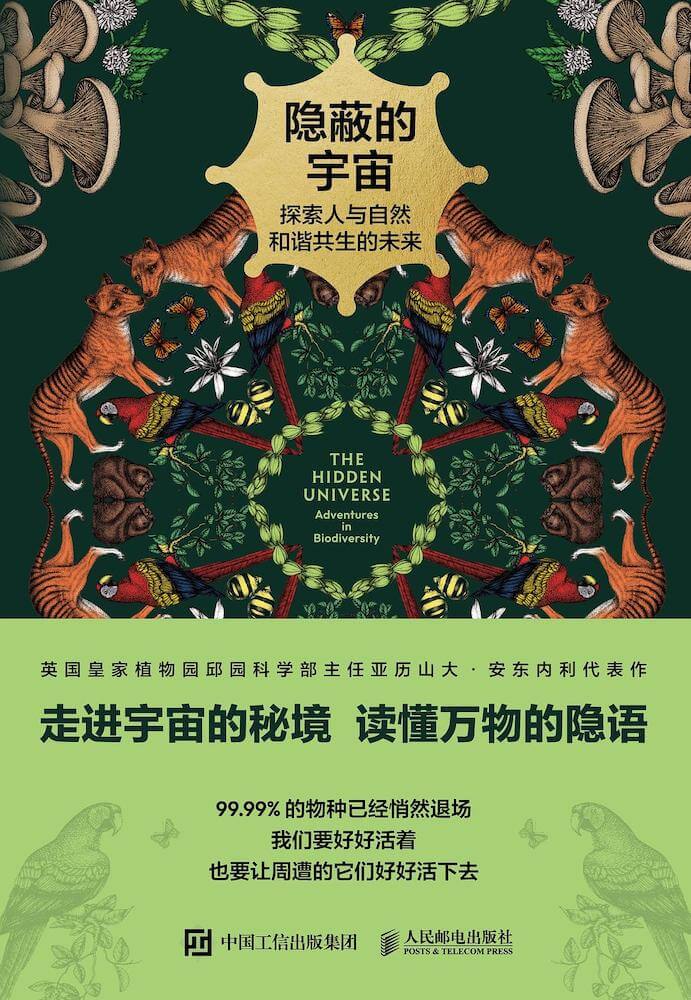 隐蔽的
宇宙
探索人与自然
和谐共生的未来
THE
HIDDEN
UNIVERSE
Adventures
in
Biodiversity
英国皇家植物园邱园科学部主任亚历山大·安东内利代表作
走进宇宙的秘境 读懂万物的隐语
99.99% 的物种已经悄然退场
我们要好好活着
也要让周遭的它们好好活下去
中国工信出版集团 人民邮电出版社
POSTS & TELECOM PRESS